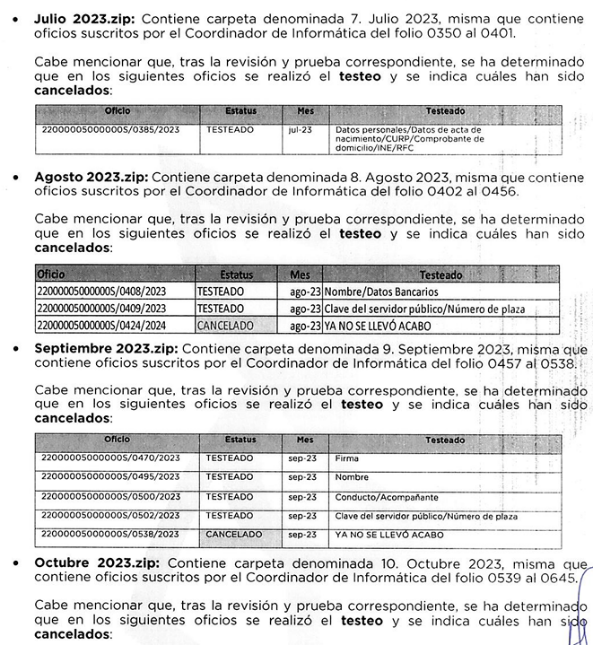 • Julio 2023.zip: Contiene carpeta denominada 7. Julio 2023, misma que contiene
oficios suscritos por el Coordinador de Informática del folio 0350 al 0401.
Cabe mencionar que, tras la revisión y prueba correspondiente, se ha determinado
que en los siguientes oficios se realizó el testeo y se indica cuáles han sido
cancelados:
Oficio Estatus Mes Testeado
22000005000000S/0385/2023 TESTEADO jul-23 Datos personales/Datos de acta de
nacimiento/CURP/Comprobante de
domicilio/INE/RFC
• Agosto 2023.zip: Contiene carpeta denominada 8. Agosto 2023, misma que contiene
oficios suscritos por el Coordinador de Informática del folio 0402 al 0456.
Cabe mencionar que, tras la revisión y prueba correspondiente, se ha determinado
que en los siguientes oficios se realizó el testeo y se indica cuáles han sido
cancelados:
Oficio Estatus Mes Testeado
22000005000000S/0408/2023 TESTEADO ago-23 Nombre/Datos Bancarios
22000005000000S/0409/2023 TESTEADO ago-23 Clave del servidor público/Número de plaza
22000005000000S/0424/2024 CANCELADO ago-23 YA NO SE LLEVÓ ACABO
• Septiembre 2023.zip: Contiene carpeta denominada 9. Septiembre 2023, misma que
contiene oficios suscritos por el Coordinador de Informática del folio 0457 al 0538.
Cabe mencionar que, tras la revisión y prueba correspondiente, se ha determinado
que en los siguientes oficios se realizó el testeo y se indica cuáles han sido
cancelados:
Oficio Estatus Mes Testeado
22000005000000S/0470/2023 TESTEADO sep-23 Firma
22000005000000S/0495/2023 TESTEADO sep-23 Nombre
22000005000000S/0500/2023 TESTEADO sep-23 Conducto/Acompañante
22000005000000S/0502/2023 TESTEADO sep-23 Clave del servidor público/Número de plaza
22000005000000S/0538/2023 CANCELADO sep-23 YA NO SE LLEVÓ ACABO
• Octubre 2023.zip: Contiene carpeta denominada 10. Octubre 2023, misma que
contiene oficios suscritos por el Coordinador de Informática del folio 0539 al 0645.
Cabe mencionar que, tras la revisión y prueba correspondiente, se ha determinado
que en los siguientes oficios se realizó el testeo y se indica cuáles han sido
cancelados: